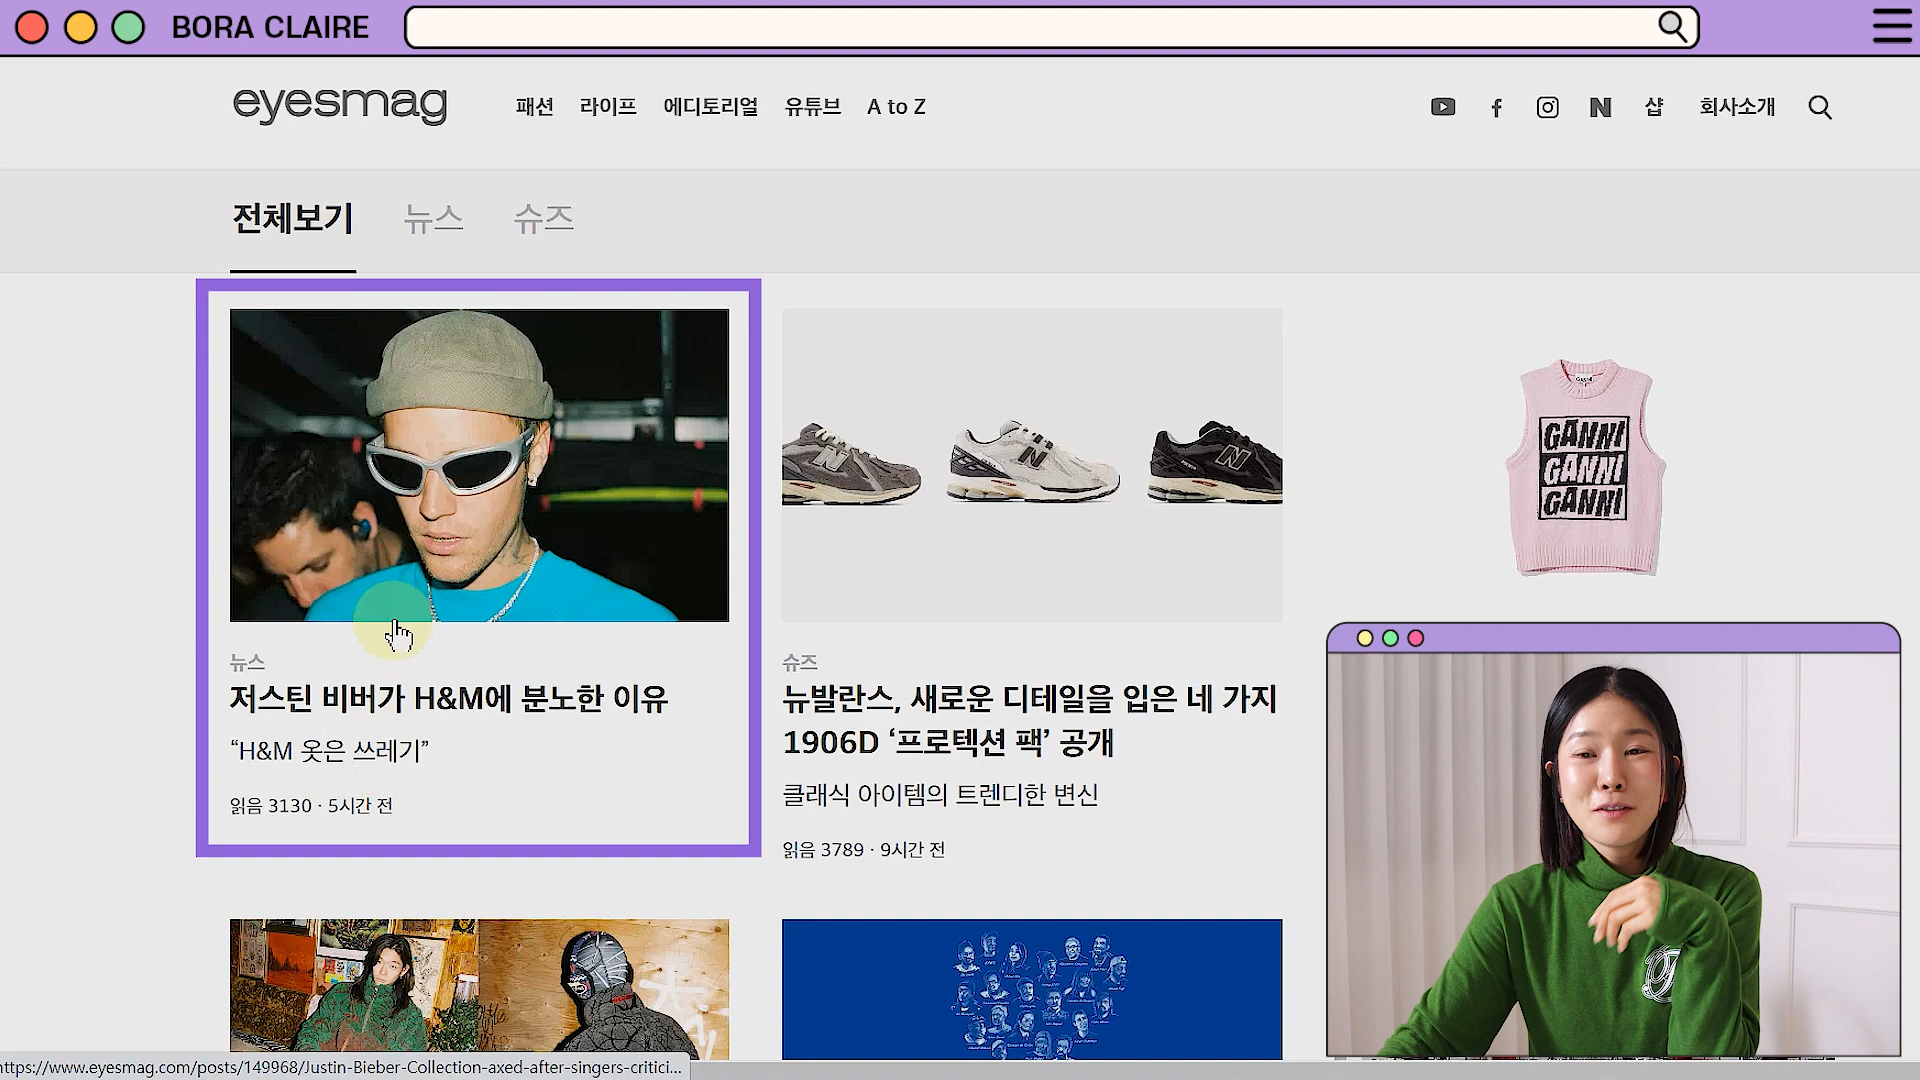 BORA CLAIRE
eyesmag
패션 라이프 에디토리얼 유튜브 A to Z
N 샵 회사소개
전체보기 뉴스 슈즈
GANNI
GANNI
GANNI
뉴스
저스틴 비버가 H&M에 분노한 이유
“H&M 옷은 쓰레기”
읽음 3130 · 5시간 전
슈즈
뉴발란스, 새로운 디테일을 입은 네 가지
1906D ‘프로텍션 팩’ 공개
클래식 아이템의 트렌디한 변신
읽음 3789 · 9시간 전
https://www.eyesmag.com/posts/149968/Justin-Bieber-Collection-axed-after-singers-critici...